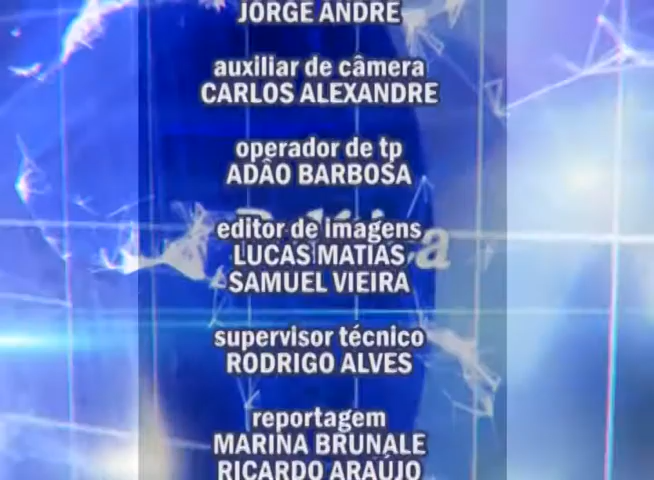 JORGE ANDRÉ
auxiliar de câmera
CARLOS ALEXANDRE
operador de tp
ADÃO BARBOSA
editor de imagens
LUCAS MATIAS
SAMUEL VIEIRA
supervisor técnico
RODRIGO ALVES
reportagem
MARINA BRUNALE
RICARDO ARAÚJO